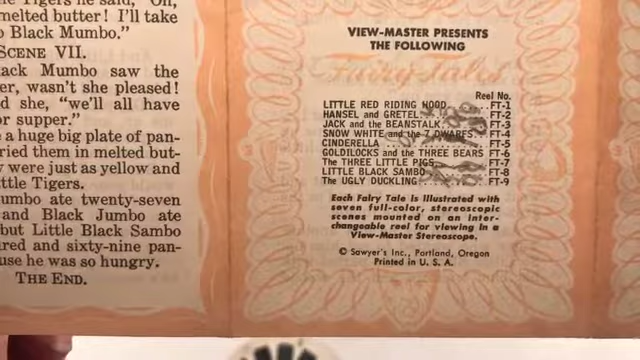 he Tigers he said, "Oh,
melted butter! I'll take
o Black Mumbo."
SCENE VII.
ack Mumbo saw the
er, wasn't she pleased!
d she, "we'll all have
or supper."
a huge big plate of pan-
ried them in melted but-
y were just as yellow and
ttle Tigers.
umbo ate twenty-seven
and Black Jumbo ate
but Little Black Sambo
red and sixty-nine pan-
use he was so hungry.
THE END.
VIEW-MASTER PRESENTS
THE FOLLOWING
Fairy Tales
Reel No.
LITTLE RED RIDING HOOD....FT-1
HANSEL and GRETEL....FT-2
JACK and the BEANSTALK....FT-3
SNOW WHITE and the 7 DWARFS...FT-4
CINDERELLA....FT-5
GOLDILOCKS and the THREE BEARS FT-6
The THREE LITTLE PIGS....FT-7
LITTLE BLACK SAMBO....FT-8
The UGLY DUCKLING....FT-9
Each Fairy Tale is illustrated with
seven full-color, stereoscopic
scenes mounted on an inter-
changeable reel for viewing in a
View-Master Stereoscope.
© Sawyer's Inc., Portland, Oregon
Printed in U. S. A.